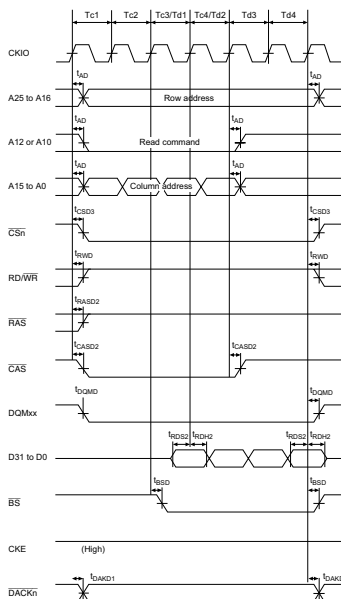 Tc1 Tc2 Tc3/Td1 Tc4/Td2 Td3 Td4
CKIO
tAD tAD
A25 to A16 Row address
tAD tAD
A12 or A10 Read command
tAD tAD
A15 to A0 Column address
tCSD3 tCSD3
CSn
tRWD tRWD
RD/WR
tRASD2
RAS
tCASD2 tCASD2
CAS
tDQMD tDQMD
DQMxx
tRDS2 tRDH2 tRDS2 tRDH2
D31 to D0
tBSD tBSD
BS
CKE (High)
tDAKD1 tDAKD
DACKn